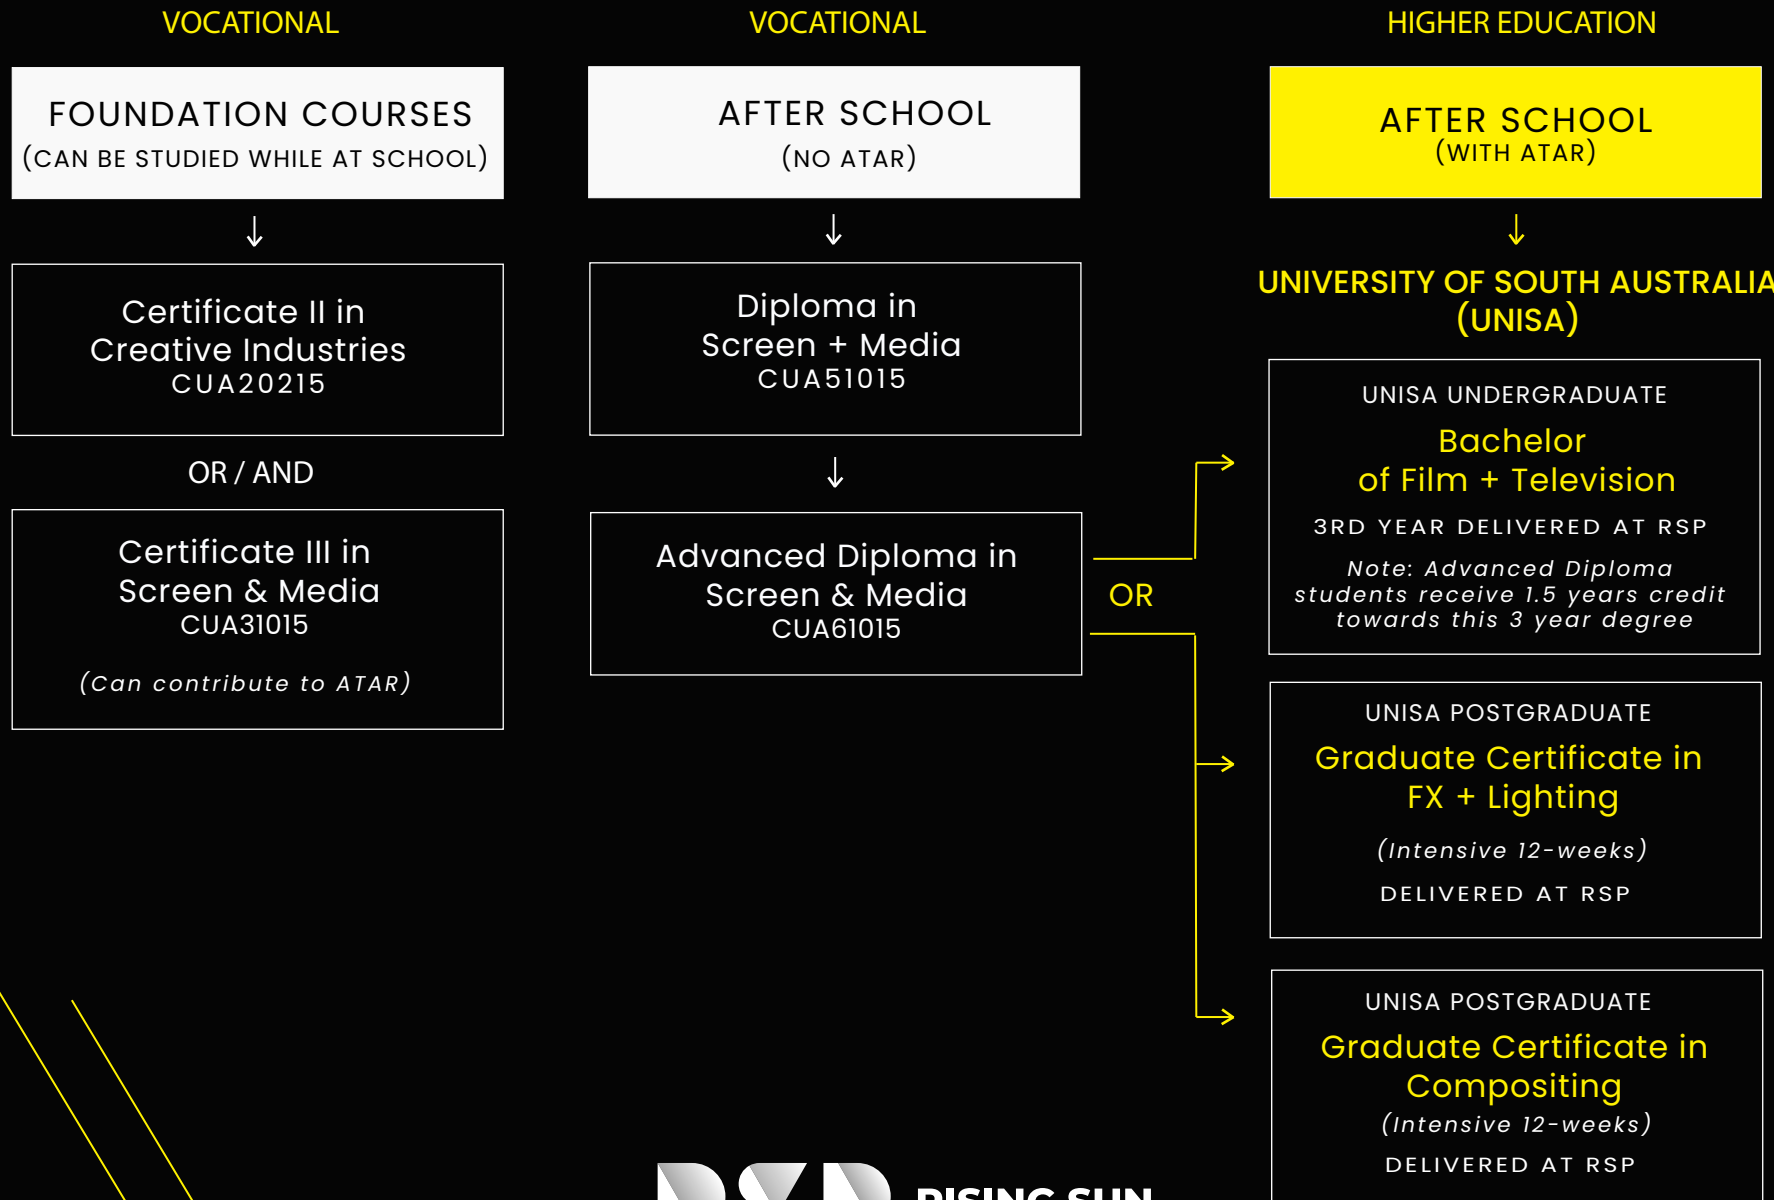 VOCATIONAL
FOUNDATION COURSES
(CAN BE STUDIED WHILE AT SCHOOL)
↓
Certificate II in
Creative Industries
CUA20215
OR / AND
Certificate III in
Screen & Media
CUA31015
(Can contribute to ATAR)
VOCATIONAL
AFTER SCHOOL
(NO ATAR)
↓
Diploma in
Screen + Media
CUA51015
↓
Advanced Diploma in
Screen & Media
CUA61015
OR
HIGHER EDUCATION
AFTER SCHOOL
(WITH ATAR)
↓
UNIVERSITY OF SOUTH AUSTRALIA
(UNISA)
UNISA UNDERGRADUATE
Bachelor
of Film + Television
3RD YEAR DELIVERED AT RSP
Note: Advanced Diploma
students receive 1.5 years credit
towards this 3 year degree
UNISA POSTGRADUATE
Graduate Certificate in
FX + Lighting
(Intensive 12-weeks)
DELIVERED AT RSP
UNISA POSTGRADUATE
Graduate Certificate in
Compositing
(Intensive 12-weeks)
DELIVERED AT RSP
RSP
RISING SUN